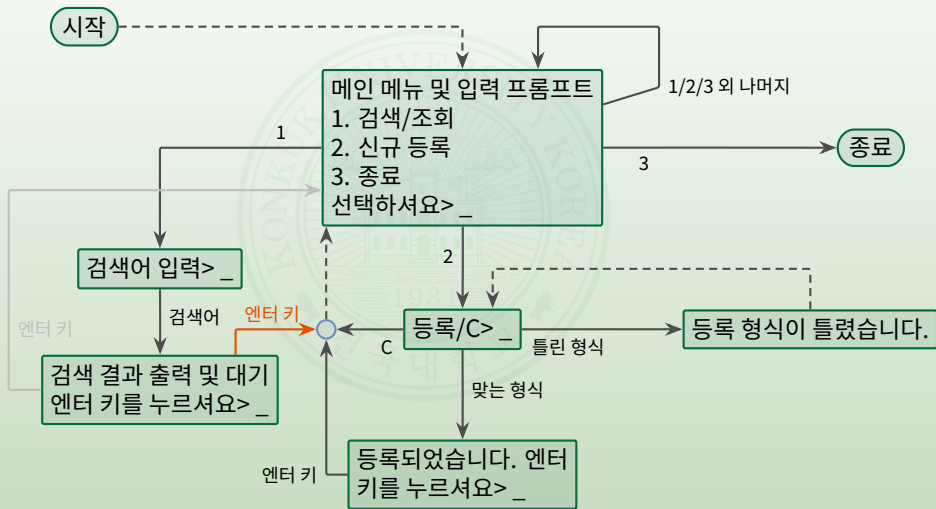 시작
메인 메뉴 및 입력 프롬프트
1. 검색/조회
2. 신규 등록
3. 종료
선택하셔요> _
1/2/3 외 나머지
1
3
종료
2
검색어 입력> _
검색어
엔터 키
엔터 키
등록/C> _
C
틀린 형식
등록 형식이 틀렸습니다.
맞는 형식
검색 결과 출력 및 대기
엔터 키를 누르셔요> _
엔터 키
등록되었습니다. 엔터
키를 누르셔요> _
KONKUK UNIVERSITY KOREA
1931